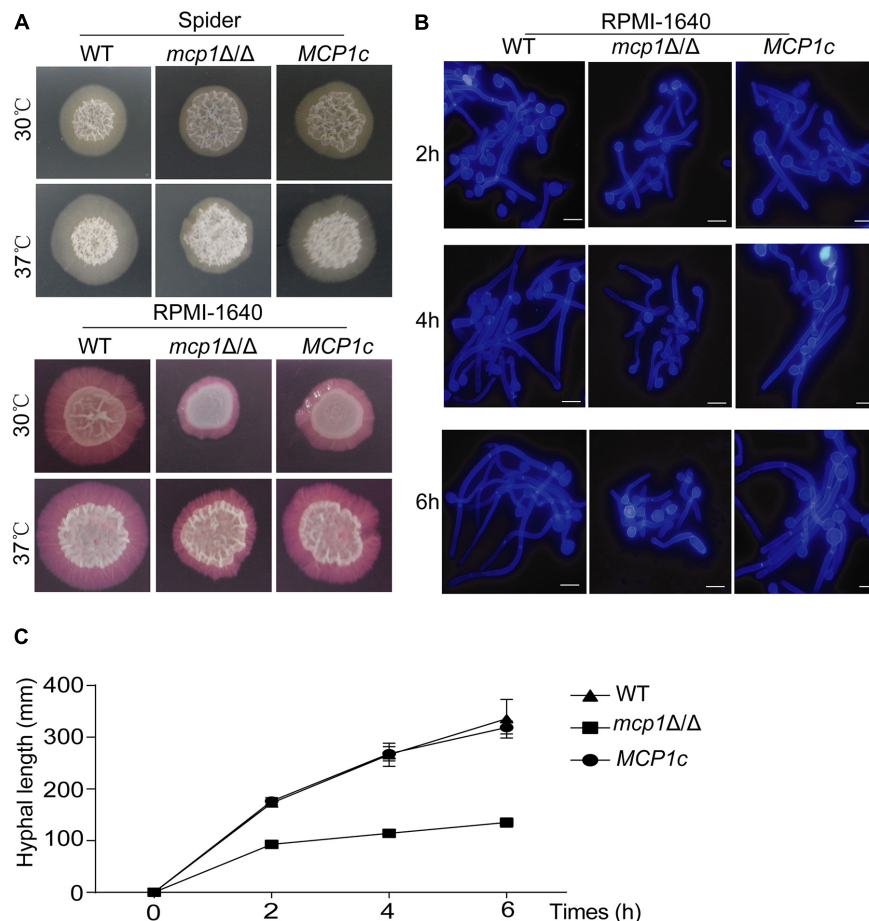 A
Spider
WT mcp1Δ/Δ MCP1c
30℃
37℃
RPMI-1640
WT mcp1Δ/Δ MCP1c
30℃
37℃
B
RPMI-1640
WT mcp1Δ/Δ MCP1c
2h
4h
6h
C
Hyphal length (mm)
400
300
200
100
0
0 2 4 6 Times (h)
WT
mcp1Δ/Δ
MCP1c